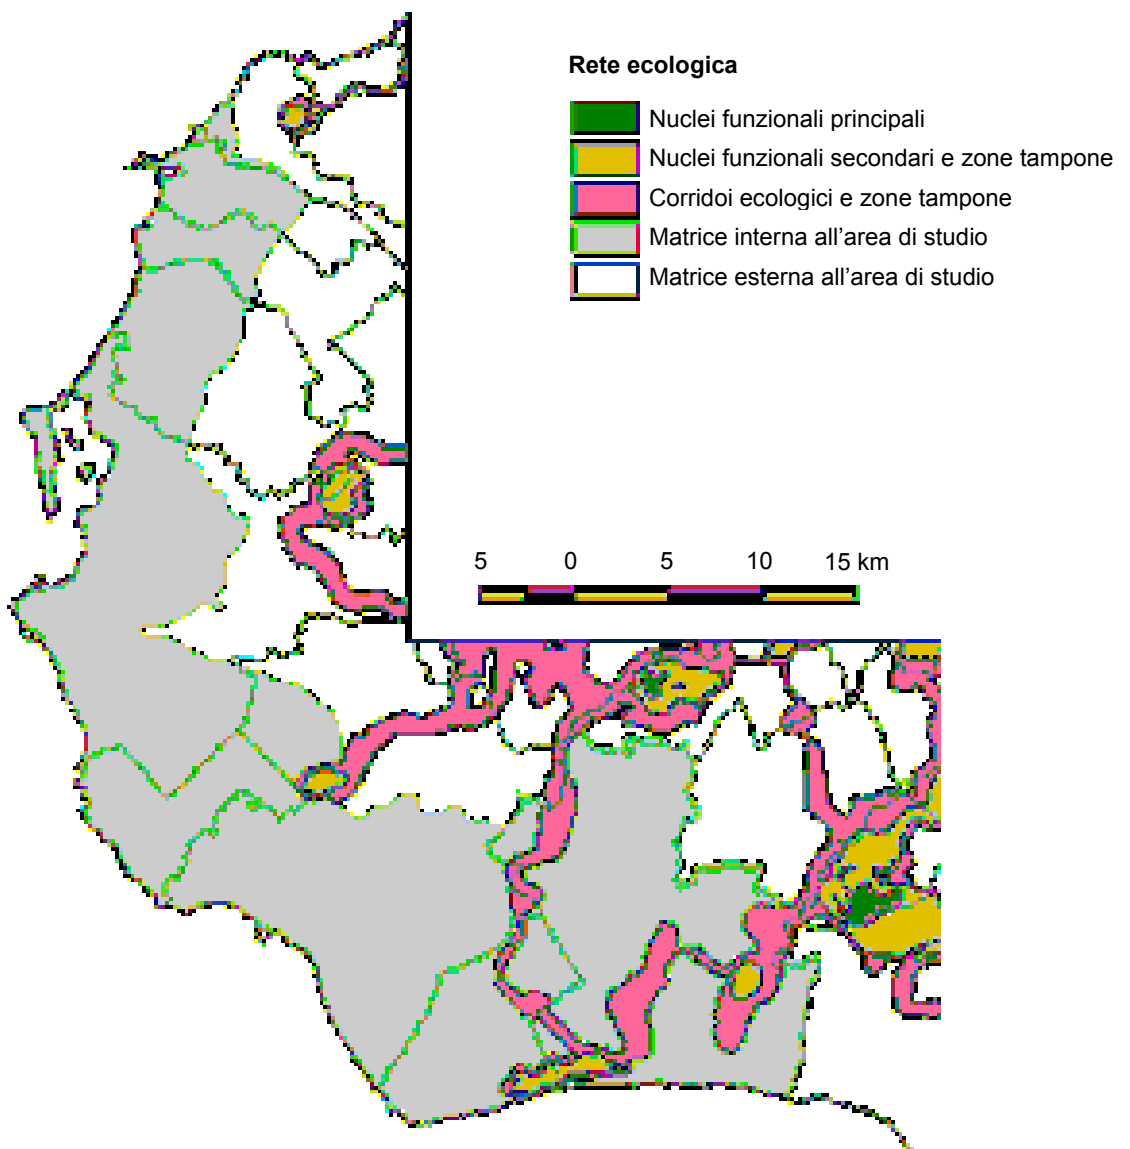 Rete ecologica
Nuclei funzionali principali
Nuclei funzionali secondari e zone tampone
Corridoi ecologici e zone tampone
Matrice interna all’area di studio
Matrice esterna all’area di studio
5 0 5 10 15 km